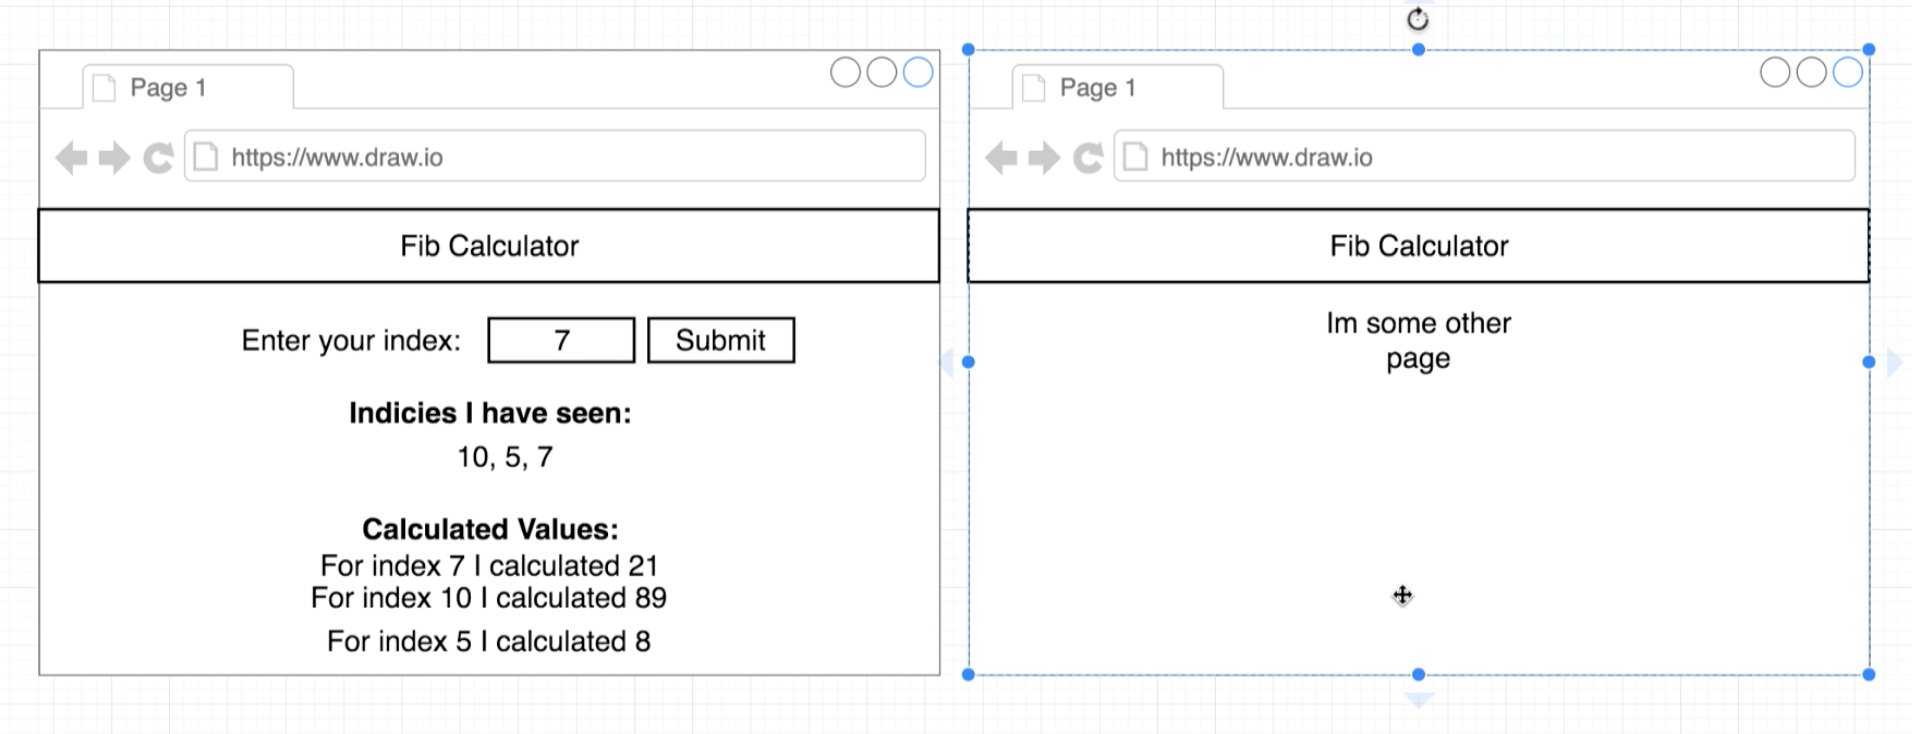 Page 1
https://www.draw.io
Fib Calculator
Enter your index: 7 Submit
Indicies I have seen:
10, 5, 7
Calculated Values:
For index 7 I calculated 21
For index 10 I calculated 89
For index 5 I calculated 8
Page 1
https://www.draw.io
Fib Calculator
Im some other
page